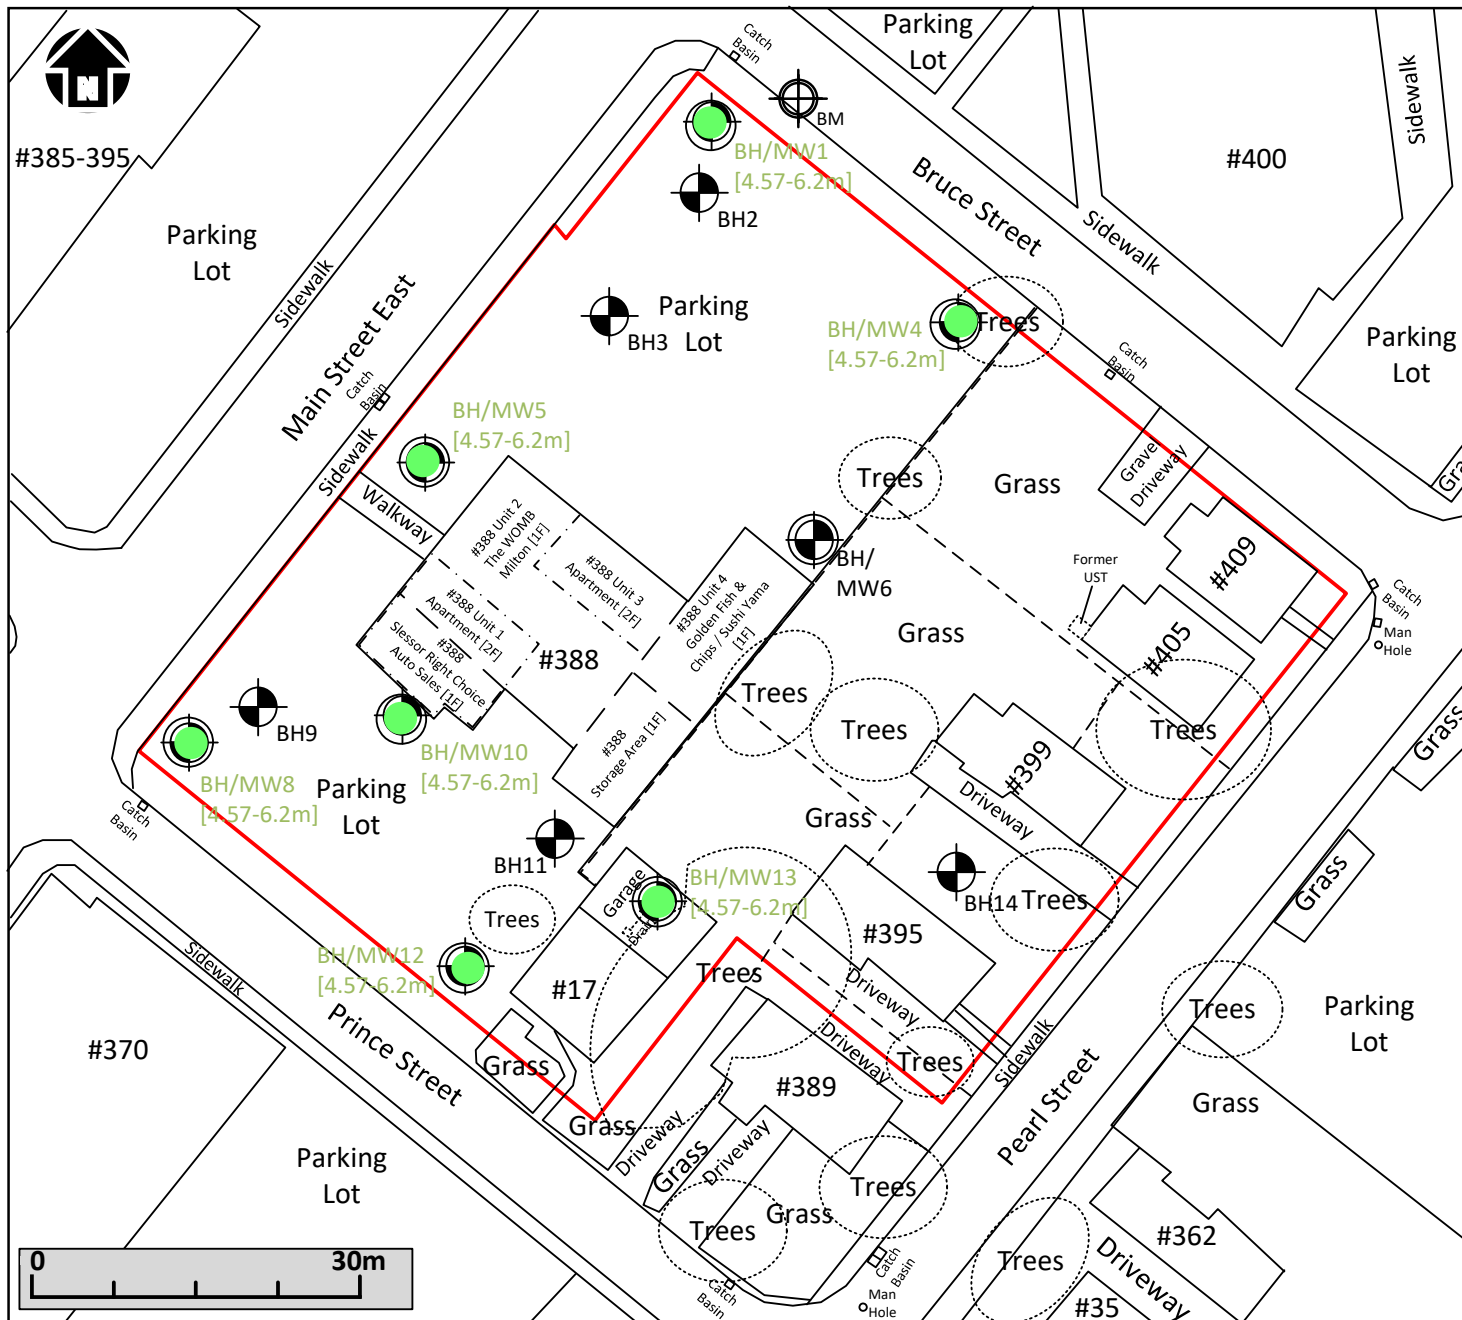 N
#385-395
Parking
Lot
Sidewalk
Main Street East
Catch
Basin
Sidewalk
Walkway
Catch
Basin
BM
BH/MW1
[4.57-6.2m]
BH2
BH3
Parking
Lot
BH/MW4
[4.57-6.2m]
Trees
BH/MW5
[4.57-6.2m]
Parking
Lot
Bruce Street
Sidewalk
#400
Sidewalk
Parking
Lot
Catch
Basin
Gravel
Driveway
Grass
Trees
BH/
MW6
Grass
Former
UST
#409
#405
Catch
Basin
Man
Hole
#388 Unit 2
The WOMB
Milton [1F]
#388 Unit 3
Apartment [2F]
#388 Unit 1
Apartment [2F]
#388
Slessor Right Choice
Auto Sales [1F]
#388
#388 Unit 4
Golden Fish &
Chips / Sushi Yama
[1F]
#388
Storage Area [1F]
Trees
Trees
Trees
#399
Driveway
Grass
Grass
BH9
BH/MW8
[4.57-6.2m]
BH/MW10
[4.57-6.2m]
Parking
Lot
Catch
Basin
BH11
Garage
Drain
BH/MW13
[4.57-6.2m]
BH14
Trees
Grass
#395
Driveway
Trees
BH/MW12
[4.57-6.2m]
#17
Trees
Driveway
Trees
Sidewalk
Sidewalk
Prince Street
#370
Grass
Grass
#389
Driveway
Grass
Driveway
Trees
Grass
Trees
Pearl Street
Trees
Parking
Lot
Grass
Parking
Lot
Catch
Basin
Catch
Basin
Man
Hole
Trees
#362
Driveway
#35
0
30m